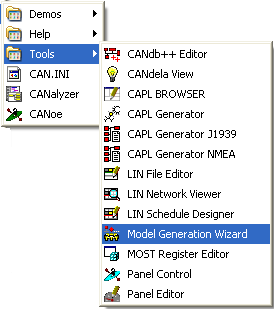 Demos
Help
Tools
CAN.INI
CANalyzer
CANoe
CANdb++ Editor
CANdela View
CAPL BROWSER
CAPL Generator
CAPL Generator J1939
CAPL Generator NMEA
LIN File Editor
LIN Network Viewer
LIN Schedule Designer
Model Generation Wizard
MOST Register Editor
Panel Control
Panel Editor